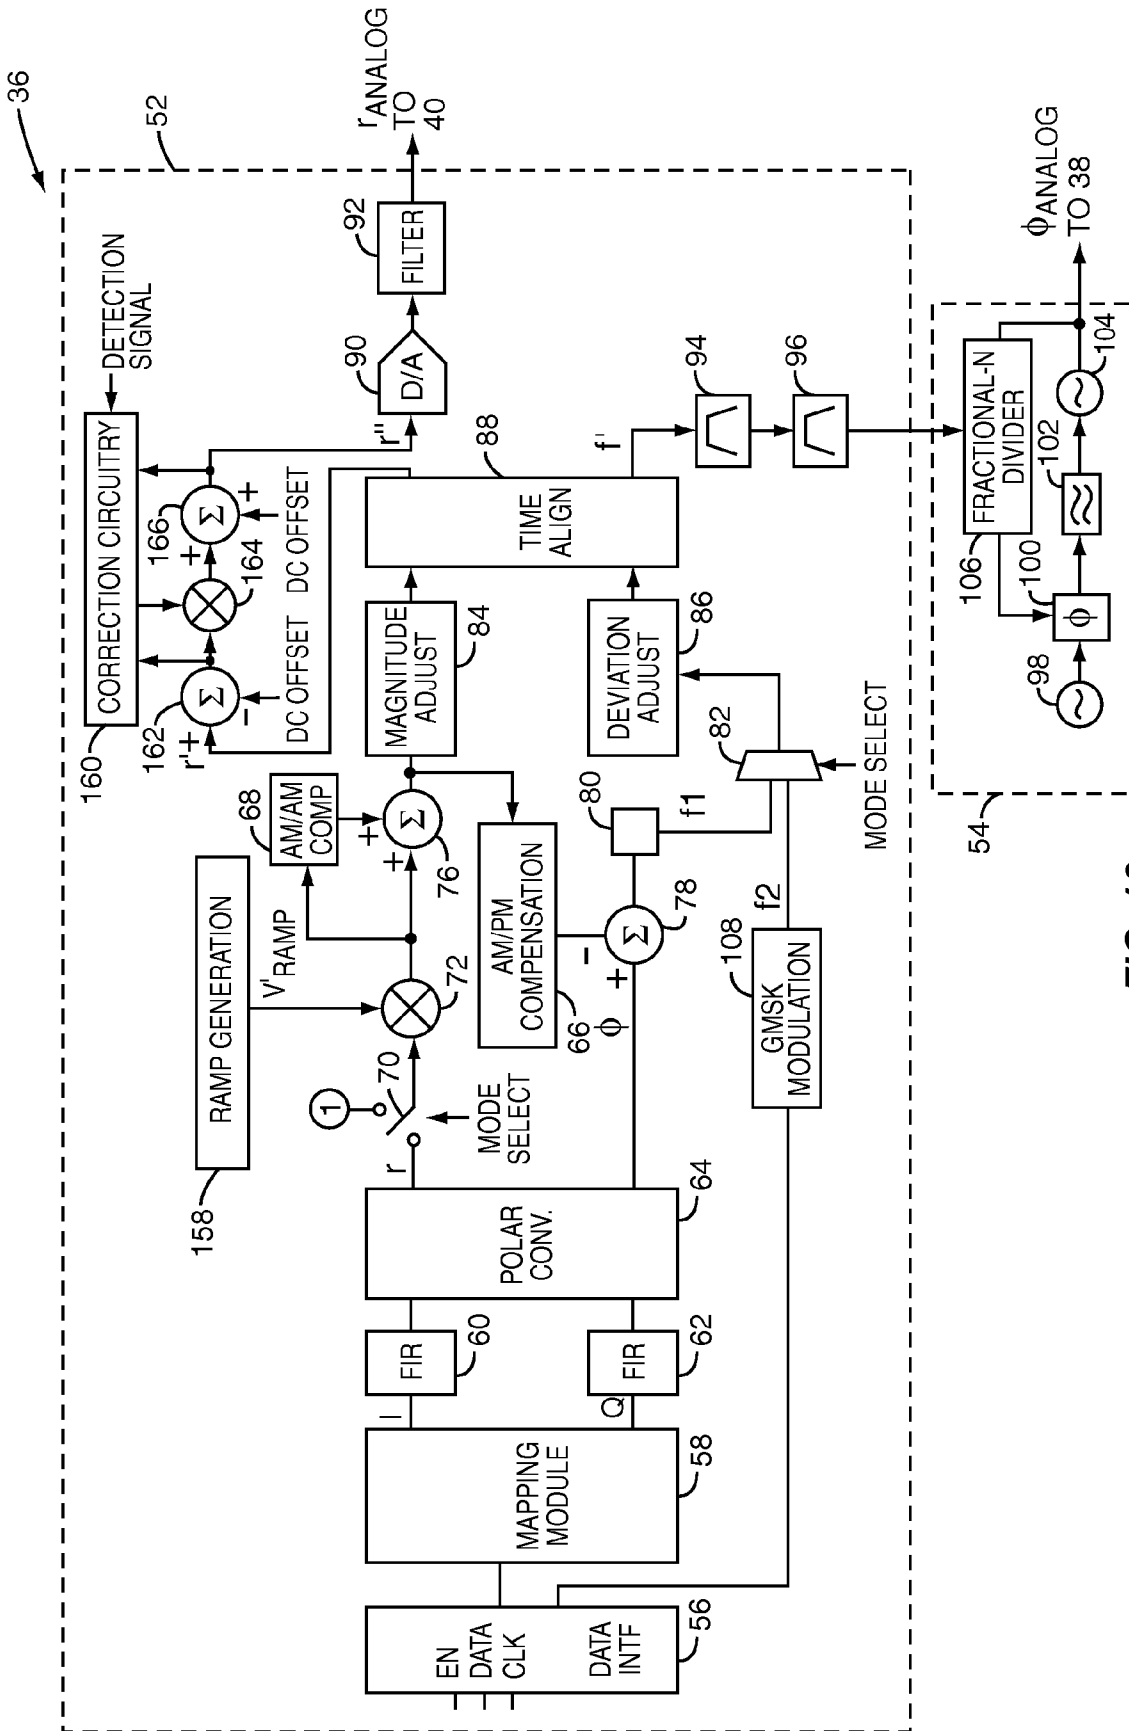 36
52
54
EN
DATA
CLK
DATA
INTF
56
MAPPING
MODULE
58
I
Q
FIR
60
FIR
62
POLAR
CONV.
64
r
70
1
MODE
SELECT
RAMP GENERATION
158
V'RAMP
72
AM/AM
COMP
68
+
+
Σ
76
AM/PM
COMPENSATION
66
ϕ
+
-
Σ
78
80
f1
GMSK
MODULATION
108
f2
82
MODE SELECT
MAGNITUDE
ADJUST
84
DEVIATION
ADJUST
86
TIME
ALIGN
88
r'
+
-
Σ
162
DC OFFSET
164
+
+
Σ
166
DC OFFSET
CORRECTION CIRCUITRY
160
DETECTION
SIGNAL
r''
D/A
90
FILTER
92
rANALOG
TO
40
f'
94
96
98
ϕ
100
102
104
FRACTIONAL-N
DIVIDER
106
ϕANALOG
TO 38